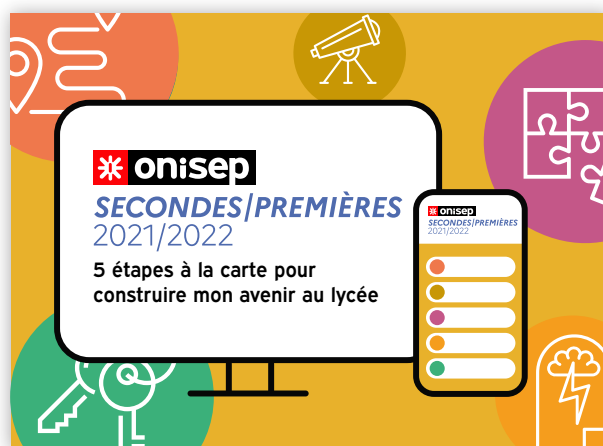 onisep
SECONDES/PREMIÈRES
2021/2022
5 étapes à la carte pour
construire mon avenir au lycée
onisep
SECONDES/PREMIÈRES
2021/2022